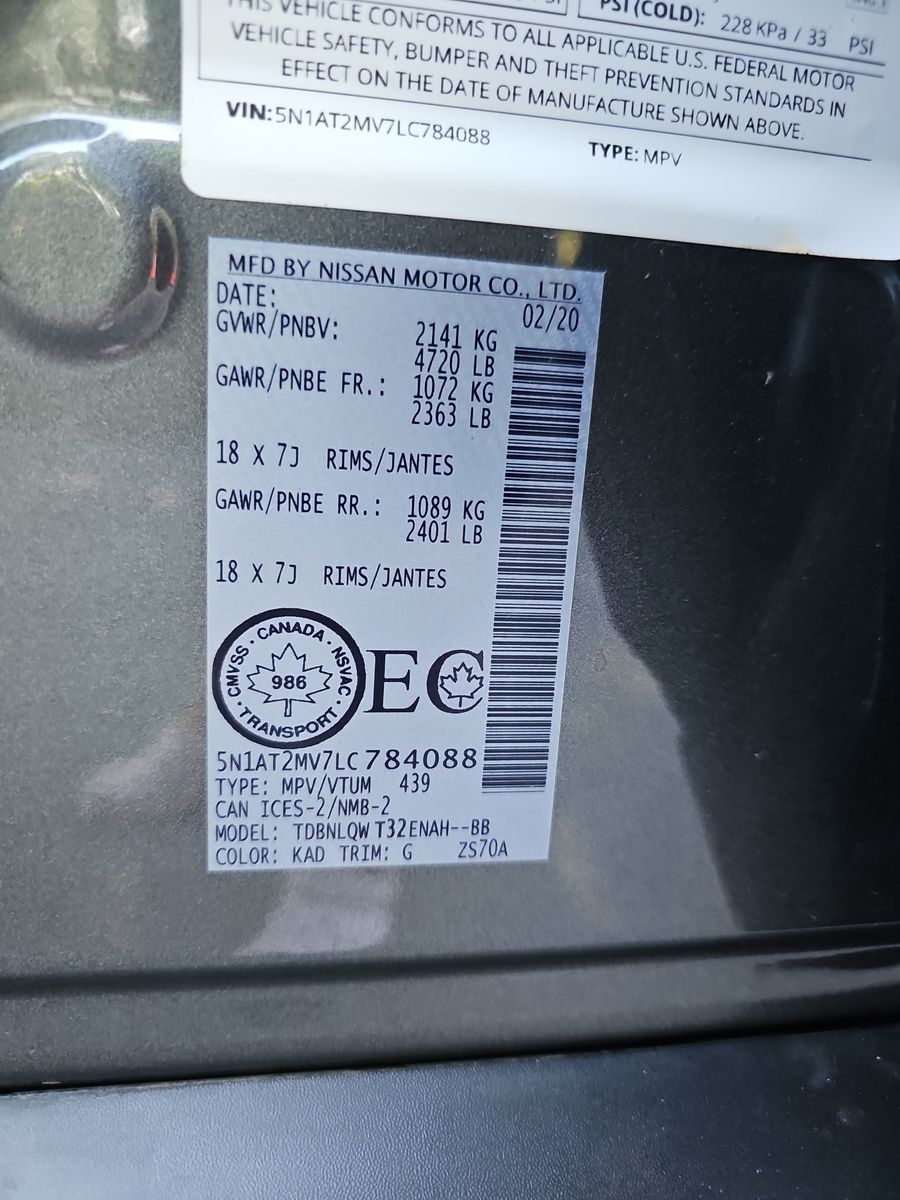 PSI(COLD): 228 KPa / 33 PSI
THIS VEHICLE CONFORMS TO ALL APPLICABLE U.S. FEDERAL MOTOR
VEHICLE SAFETY, BUMPER AND THEFT PREVENTION STANDARDS IN
EFFECT ON THE DATE OF MANUFACTURE SHOWN ABOVE.
VIN:5N1AT2MV7LC784088 TYPE: MPV
MFD BY NISSAN MOTOR CO., LTD.
DATE: 02/20
GVWR/PNBV: 2141 KG
4720 LB
GAWR/PNBE FR.: 1072 KG
2363 LB
18 X 7J RIMS/JANTES
GAWR/PNBE RR.: 1089 KG
2401 LB
18 X 7J RIMS/JANTES
CMVSS · CANADA · NSVAC · TRANSPORT ·
986
EC
5N1AT2MV7LC784088
TYPE: MPV/VTUM 439
CAN ICES-2/NMB-2
MODEL: TDBNLQW T32ENAH--BB
COLOR: KAD TRIM: G ZS70A